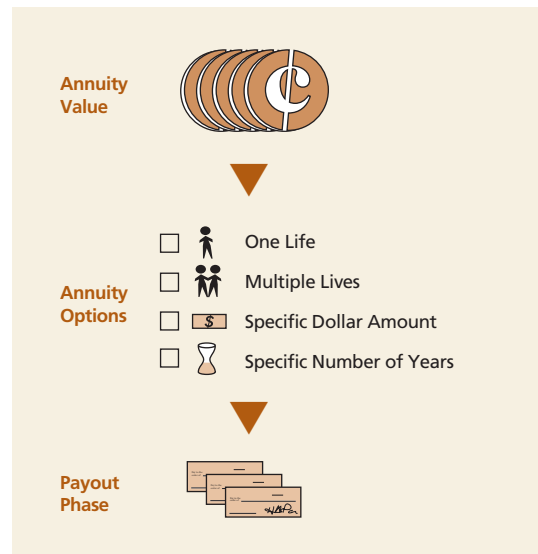 Annuity
Value
¢
One Life
Multiple Lives
Annuity
Options
$ Specific Dollar Amount
Specific Number of Years
Payout
Phase